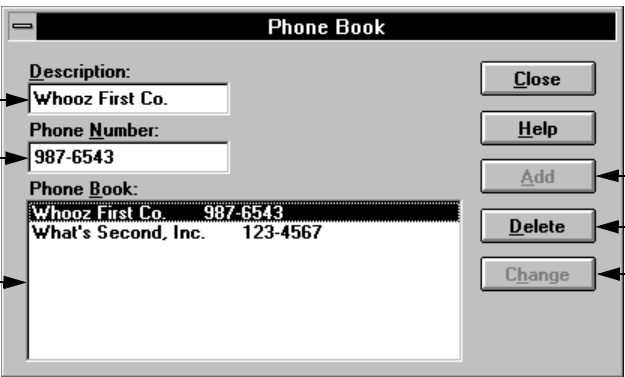 Phone Book
Description:
Whooz First Co.
Phone Number:
987-6543
Phone Book:
Whooz First Co. 987-6543
What's Second, Inc. 123-4567
Close
Help
Add
Delete
Change